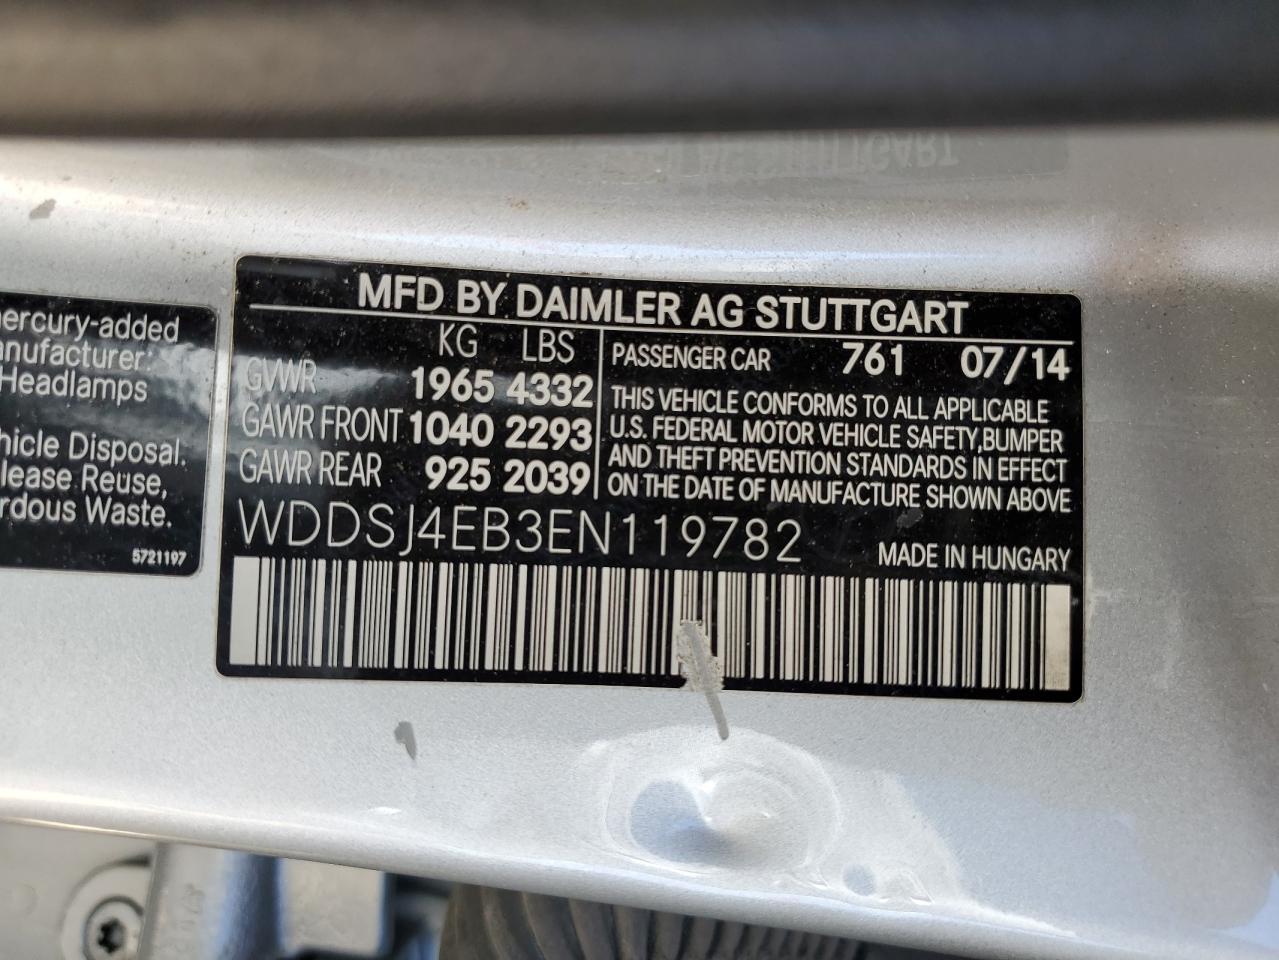 ercury-added
anufacturer:
Headlamps
hicle Disposal.
lease Reuse,
rdous Waste.
5721197
MFD BY DAIMLER AG STUTTGART
KG LBS
GVWR 1965 4332
GAWR FRONT 1040 2293
GAWR REAR 925 2039
PASSENGER CAR 761 07/14
THIS VEHICLE CONFORMS TO ALL APPLICABLE
U.S. FEDERAL MOTOR VEHICLE SAFETY,BUMPER
AND THEFT PREVENTION STANDARDS IN EFFECT
ON THE DATE OF MANUFACTURE SHOWN ABOVE
WDDSJ4EB3EN119782
MADE IN HUNGARY